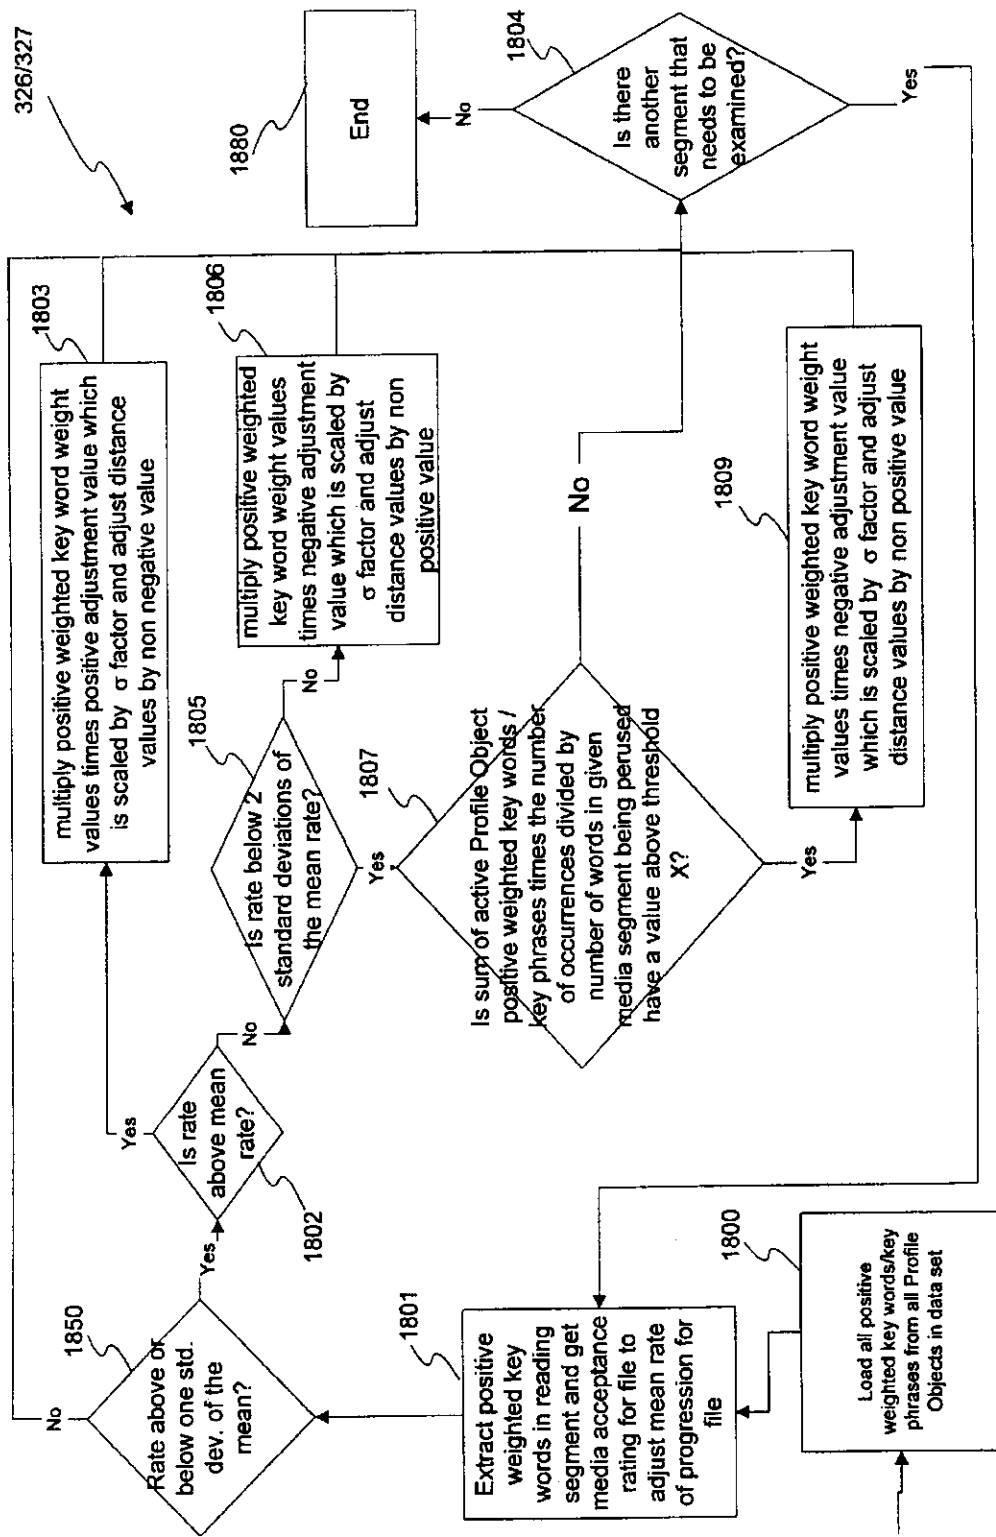 326/327
1800
Load all positive
weighted key words/key
phrases from all Profile
Objects in data set
1801
Extract positive
weighted key
words in reading
segment and get
media acceptance
rating for file to
adjust mean rate
of progression for
file
1850
Rate above or
below one std.
dev. of the
mean?
No
Yes
1802
Is rate
above mean
rate?
Yes
No
1803
multiply positive weighted key word weight
values times positive adjustment value which
is scaled by σ factor and adjust distance
values by non negative value
1805
Is rate below 2
standard deviations of
the mean rate?
No
Yes
1806
multiply positive weighted
key word weight values
times negative adjustment
value which is scaled by
σ factor and adjust
distance values by non
positive value
1807
Is sum of active Profile Object
positive weighted key words /
key phrases times the number
of occurrences divided by
number of words in given
media segment being perused
have a value above threshold
X?
No
Yes
1809
multiply positive weighted key word weight
values times negative adjustment value
which is scaled by σ factor and adjust
distance values by non positive value
1804
Is there
another
segment that
needs to be
examined?
No
Yes
1880
End